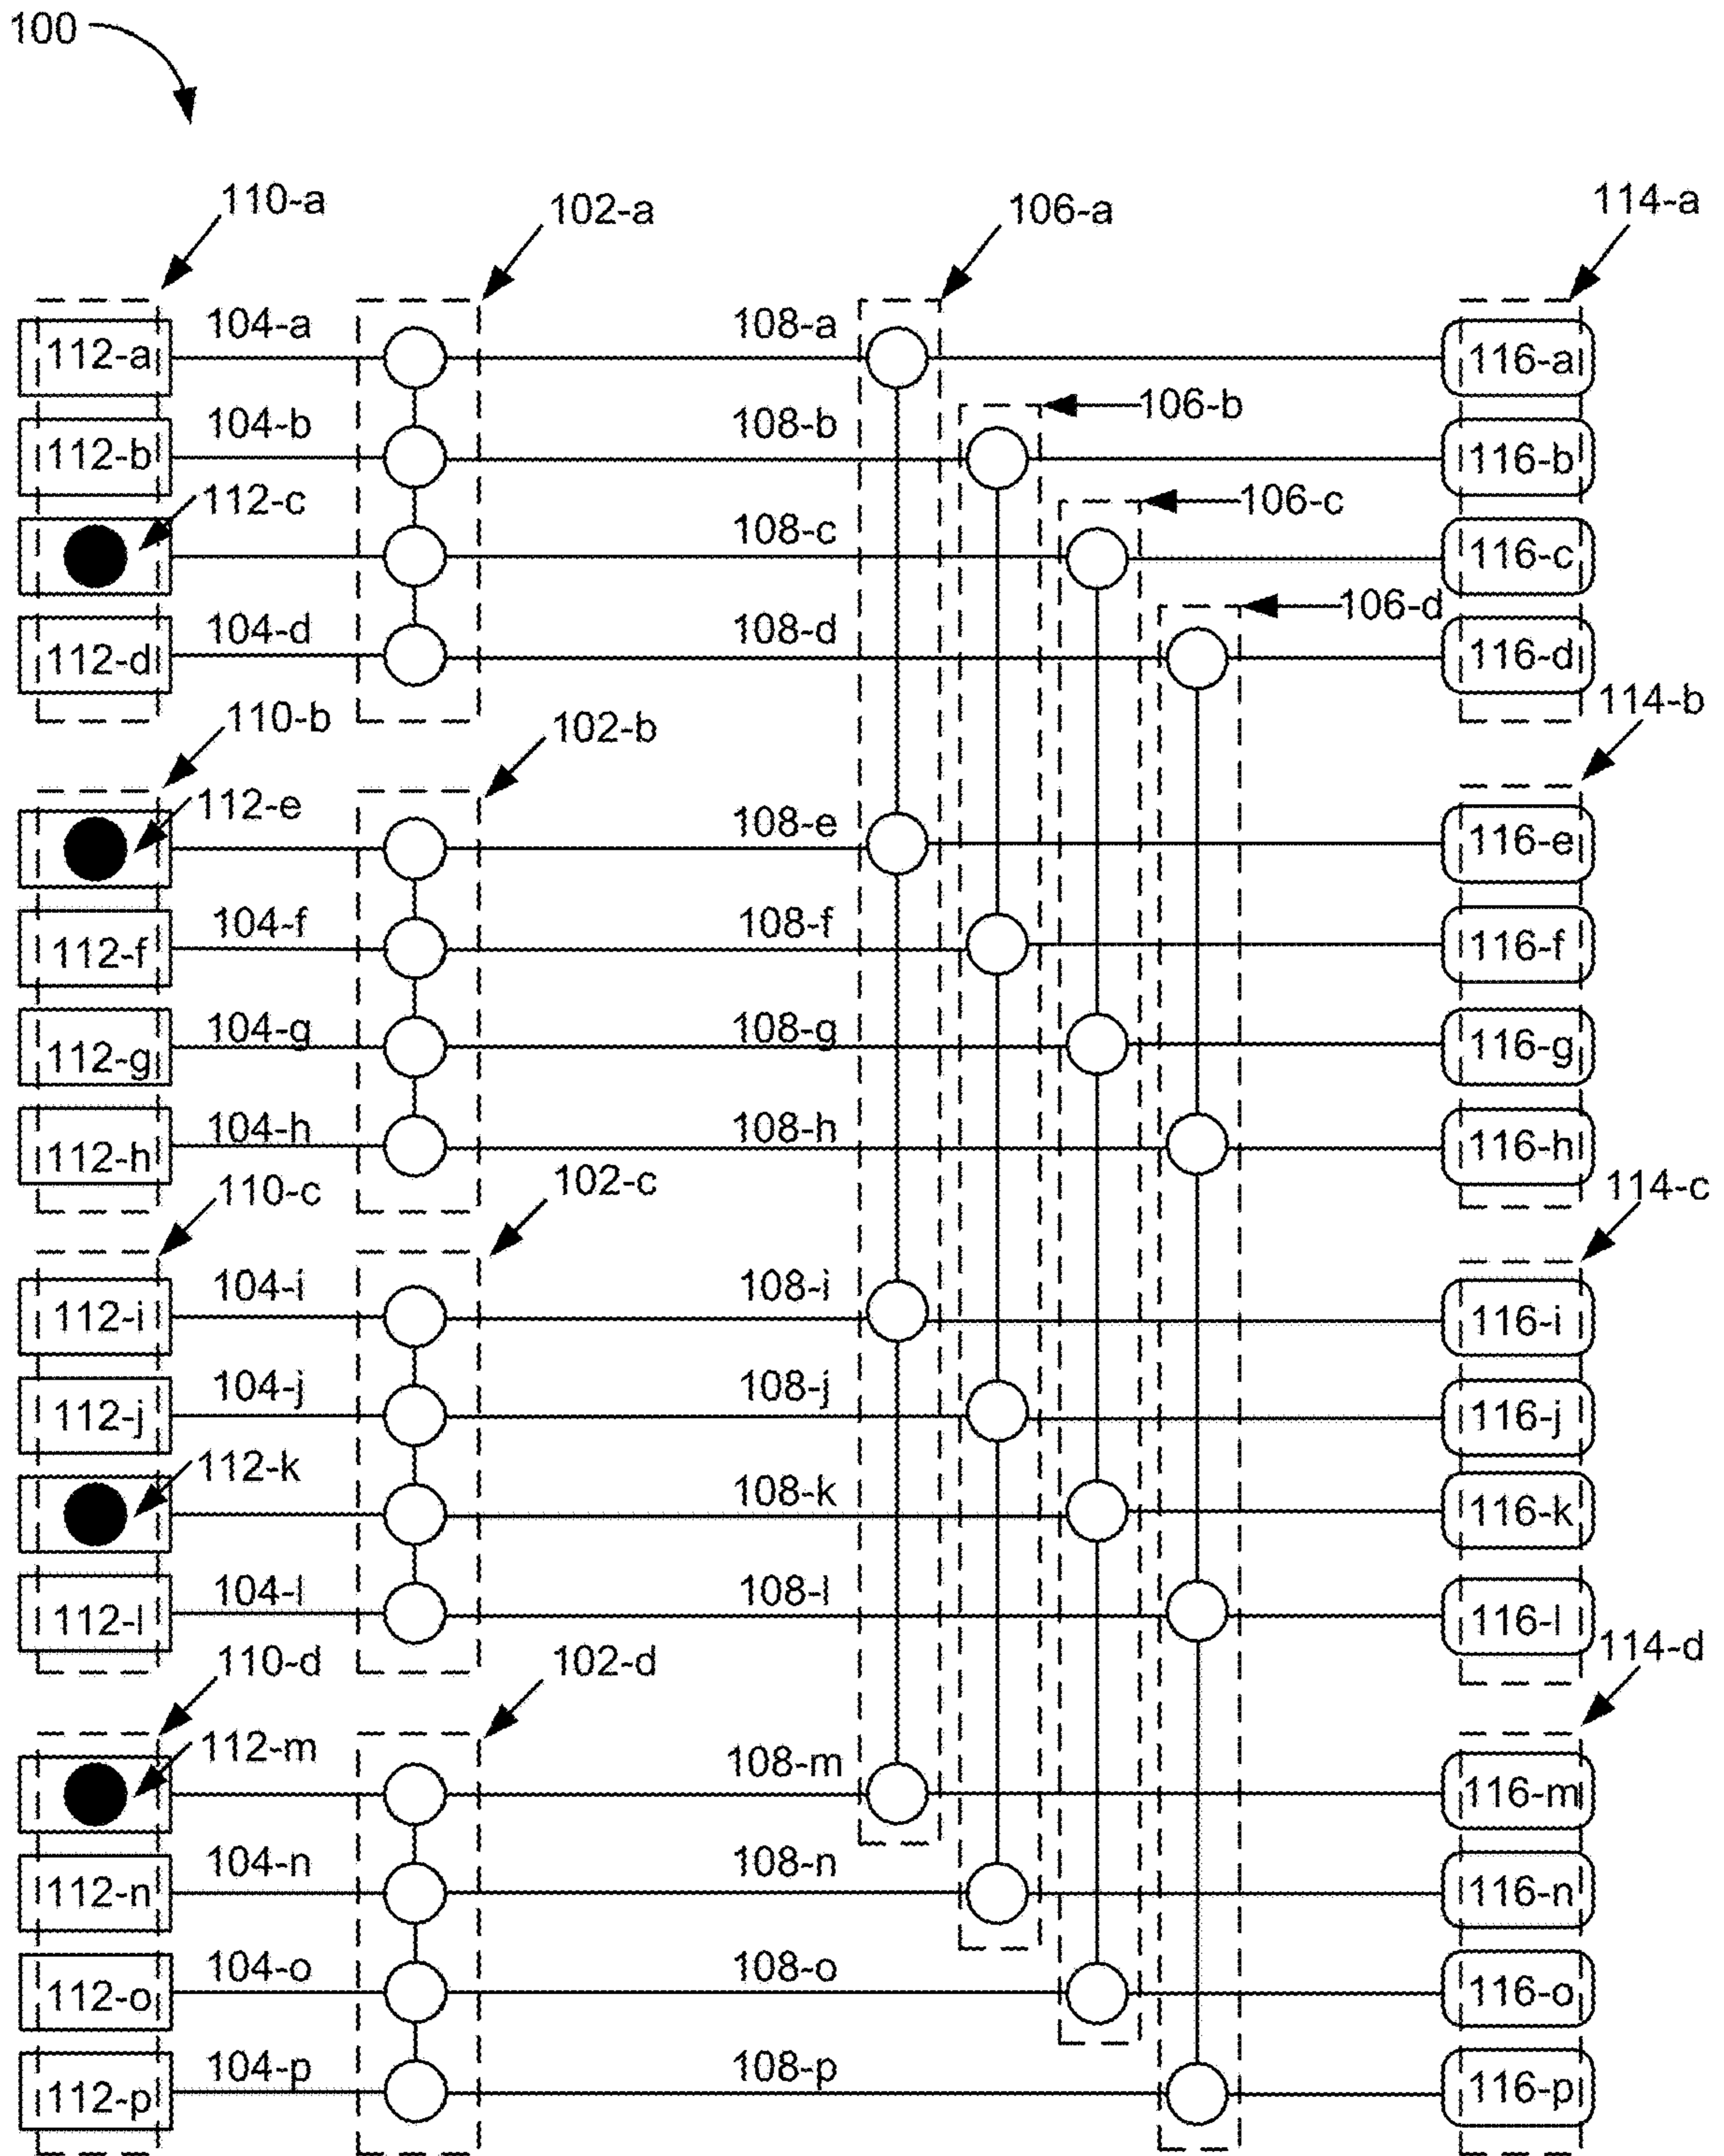 100
110-a 102-a 106-a 114-a
112-a 104-a 108-a 116-a
106-b
112-b 104-b 108-b 116-b
112-c 108-c 106-c 116-c
112-d 104-d 108-d 106-d 116-d
110-b 102-b 114-b
112-e 108-e 116-e
112-f 104-f 108-f 116-f
112-g 104-g 108-g 116-g
112-h 104-h 108-h 116-h
110-c 102-c 114-c
112-i 104-i 108-i 116-i
112-j 104-j 108-j 116-j
112-k 108-k 116-k
112-l 104-l 108-l 116-l
110-d 102-d 114-d
112-m 108-m 116-m
112-n 104-n 108-n 116-n
112-o 104-o 108-o 116-o
112-p 104-p 108-p 116-p